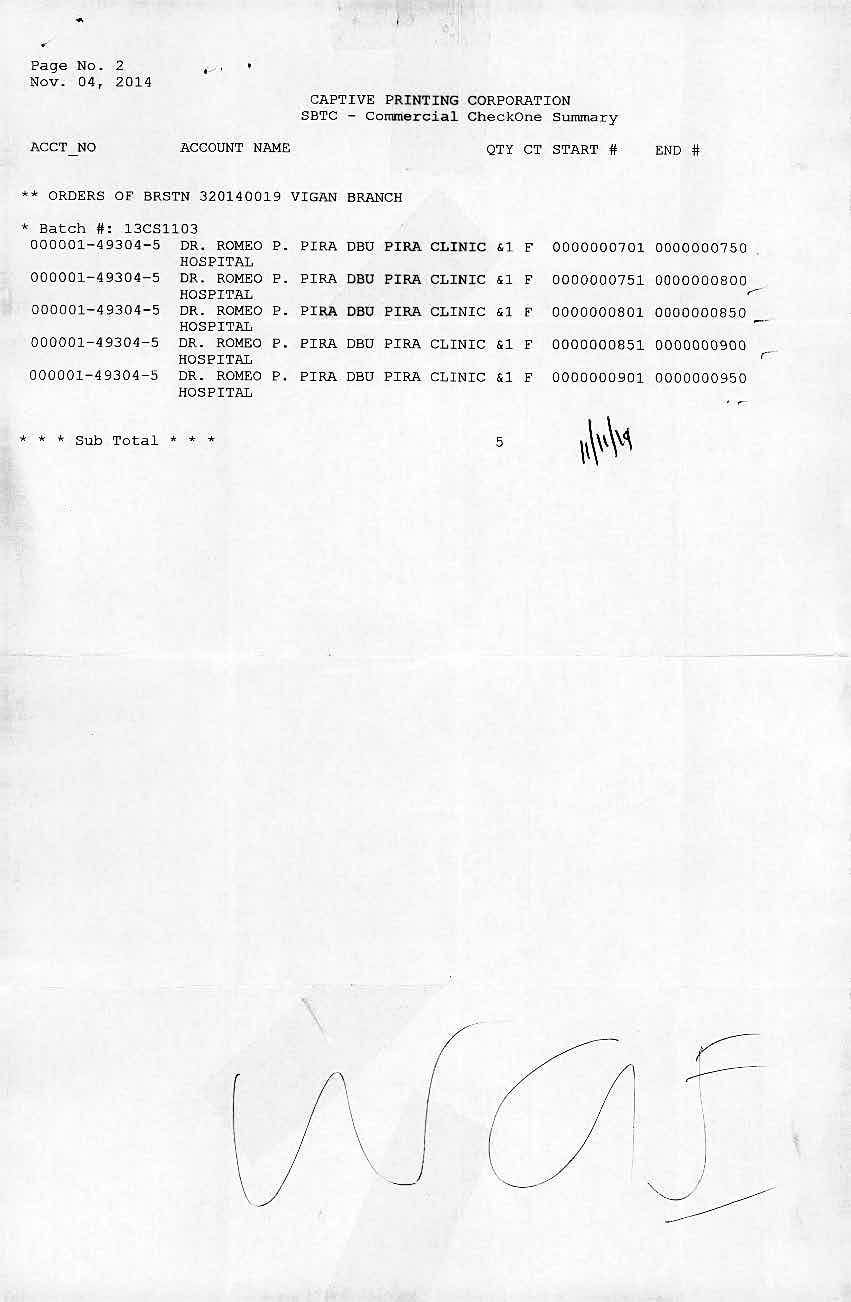 Page No. 2
Nov. 04, 2014
CAPTIVE PRINTING CORPORATION
SBTC - Commercial CheckOne Summary
ACCT_NO ACCOUNT NAME QTY CT START # END #
** ORDERS OF BRSTN 320140019 VIGAN BRANCH
* Batch #: 13CS1103
000001-49304-5 DR. ROMEO P. PIRA DBU PIRA CLINIC &1 F 0000000701 0000000750
HOSPITAL
000001-49304-5 DR. ROMEO P. PIRA DBU PIRA CLINIC &1 F 0000000751 0000000800
HOSPITAL
000001-49304-5 DR. ROMEO P. PIRA DBU PIRA CLINIC &1 F 0000000801 0000000850
HOSPITAL
000001-49304-5 DR. ROMEO P. PIRA DBU PIRA CLINIC &1 F 0000000851 0000000900
HOSPITAL
000001-49304-5 DR. ROMEO P. PIRA DBU PIRA CLINIC &1 F 0000000901 0000000950
HOSPITAL
* * * Sub Total * * * 5 11/11/14